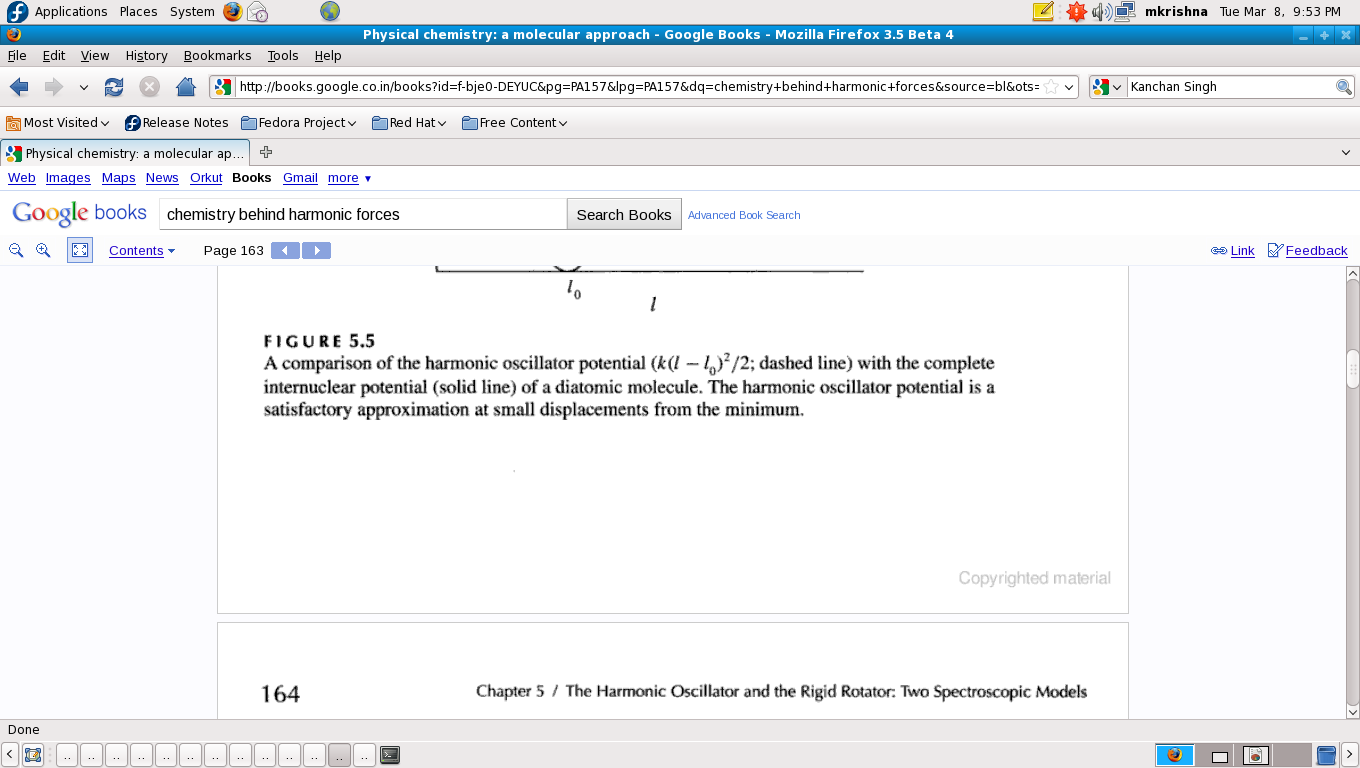 Applications Places System mkrishna Tue Mar 8, 9:53 PM
Physical chemistry: a molecular approach - Google Books - Mozilla Firefox 3.5 Beta 4
File Edit View History Bookmarks Tools Help
http://books.google.co.in/books?id=f-bje0-DEYUC&pg=PA157&lpg=PA157&dq=chemistry+behind+harmonic+forces&source=bl&ots= Kanchan Singh
Most Visited Release Notes Fedora Project Red Hat Free Content
Physical chemistry: a molecular ap...
Web Images Maps News Orkut Books Gmail more ▼
Google books chemistry behind harmonic forces Search Books Advanced Book Search
Contents Page 163 Link Feedback
l₀
l
FIGURE 5.5
A comparison of the harmonic oscillator potential (k(l − l₀)²/2; dashed line) with the complete
internuclear potential (solid line) of a diatomic molecule. The harmonic oscillator potential is a
satisfactory approximation at small displacements from the minimum.
Copyrighted material
164 Chapter 5 / The Harmonic Oscillator and the Rigid Rotator: Two Spectroscopic Models
Done
.. .. .. .. .. .. .. .. .. .. .. .. ..